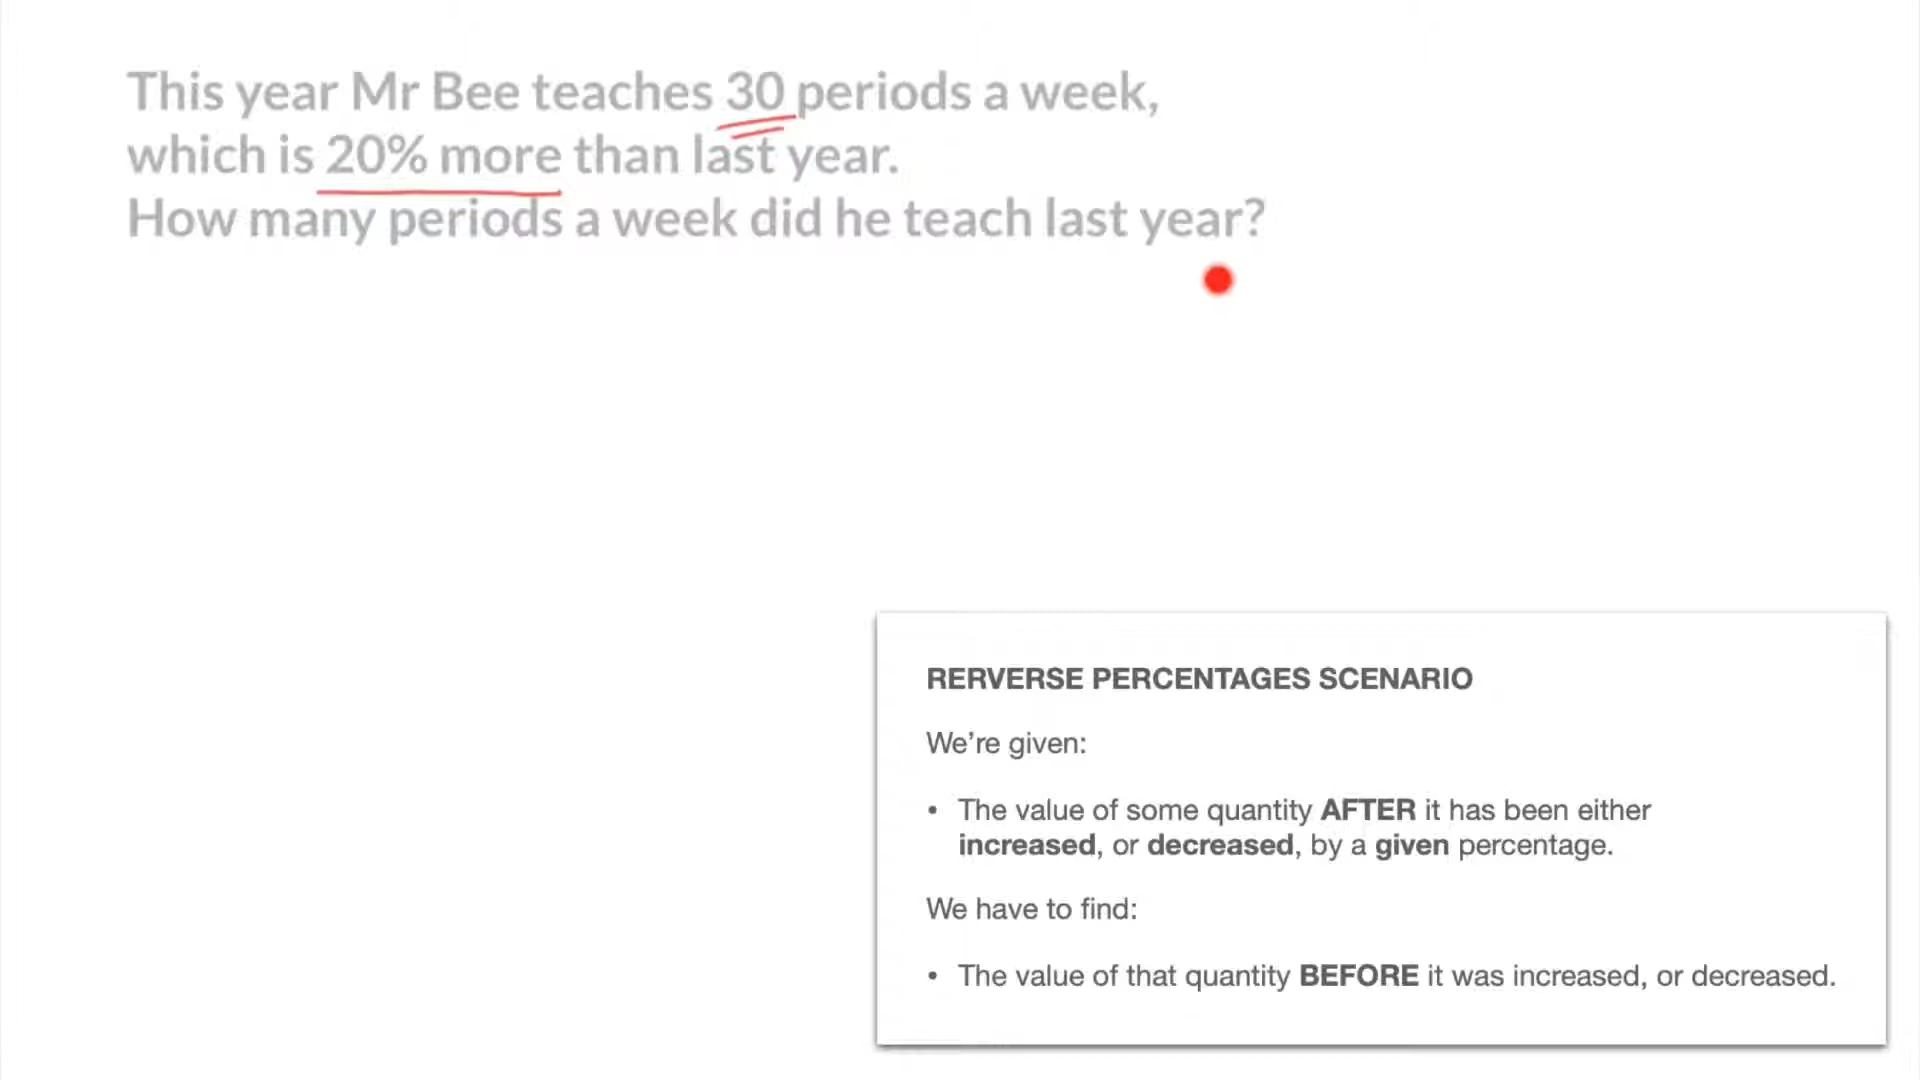 This year Mr Bee teaches 30 periods a week,
which is 20% more than last year.
How many periods a week did he teach last year?
RERVERSE PERCENTAGES SCENARIO
We’re given:
• The value of some quantity AFTER it has been either
increased, or decreased, by a given percentage.
We have to find:
• The value of that quantity BEFORE it was increased, or decreased.